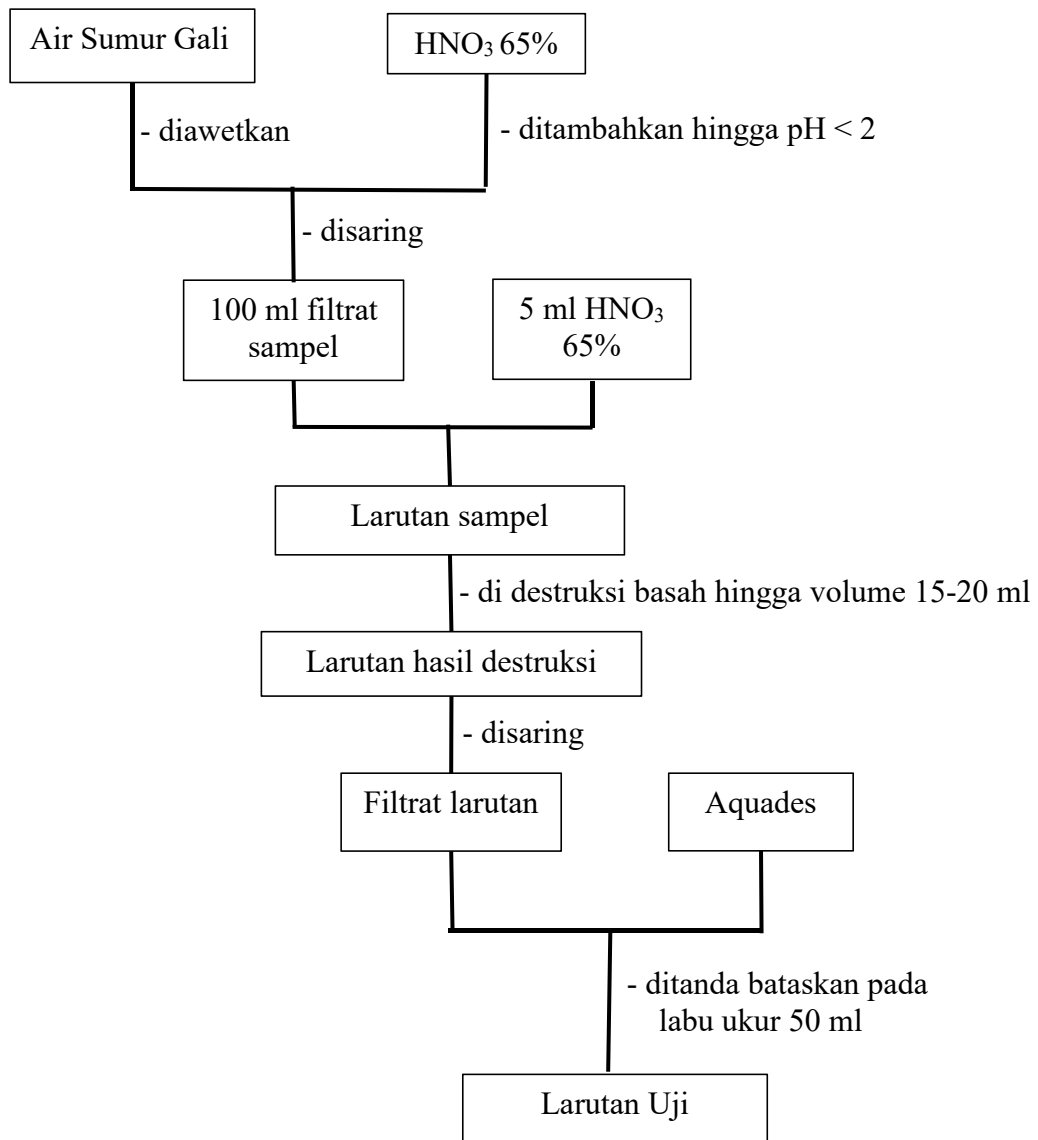 Air Sumur Gali
HNO₃ 65%
- diawetkan
- ditambahkan hingga pH < 2
- disaring
100 ml filtrat
sampel
5 ml HNO₃
65%
Larutan sampel
- di destruksi basah hingga volume 15-20 ml
Larutan hasil destruksi
- disaring
Filtrat larutan
Aquades
- ditanda bataskan pada
labu ukur 50 ml
Larutan Uji